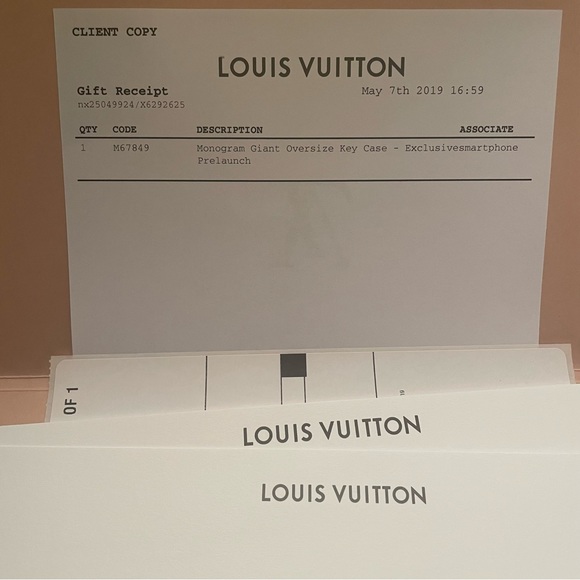 CLIENT COPY
LOUIS VUITTON
Gift Receipt May 7th 2019 16:59
nx25049924/X6292625
QTY CODE DESCRIPTION ASSOCIATE
1 M67849 Monogram Giant Oversize Key Case - Exclusivesmartphone
Prelaunch
OF 1
LOUIS VUITTON
LOUIS VUITTON